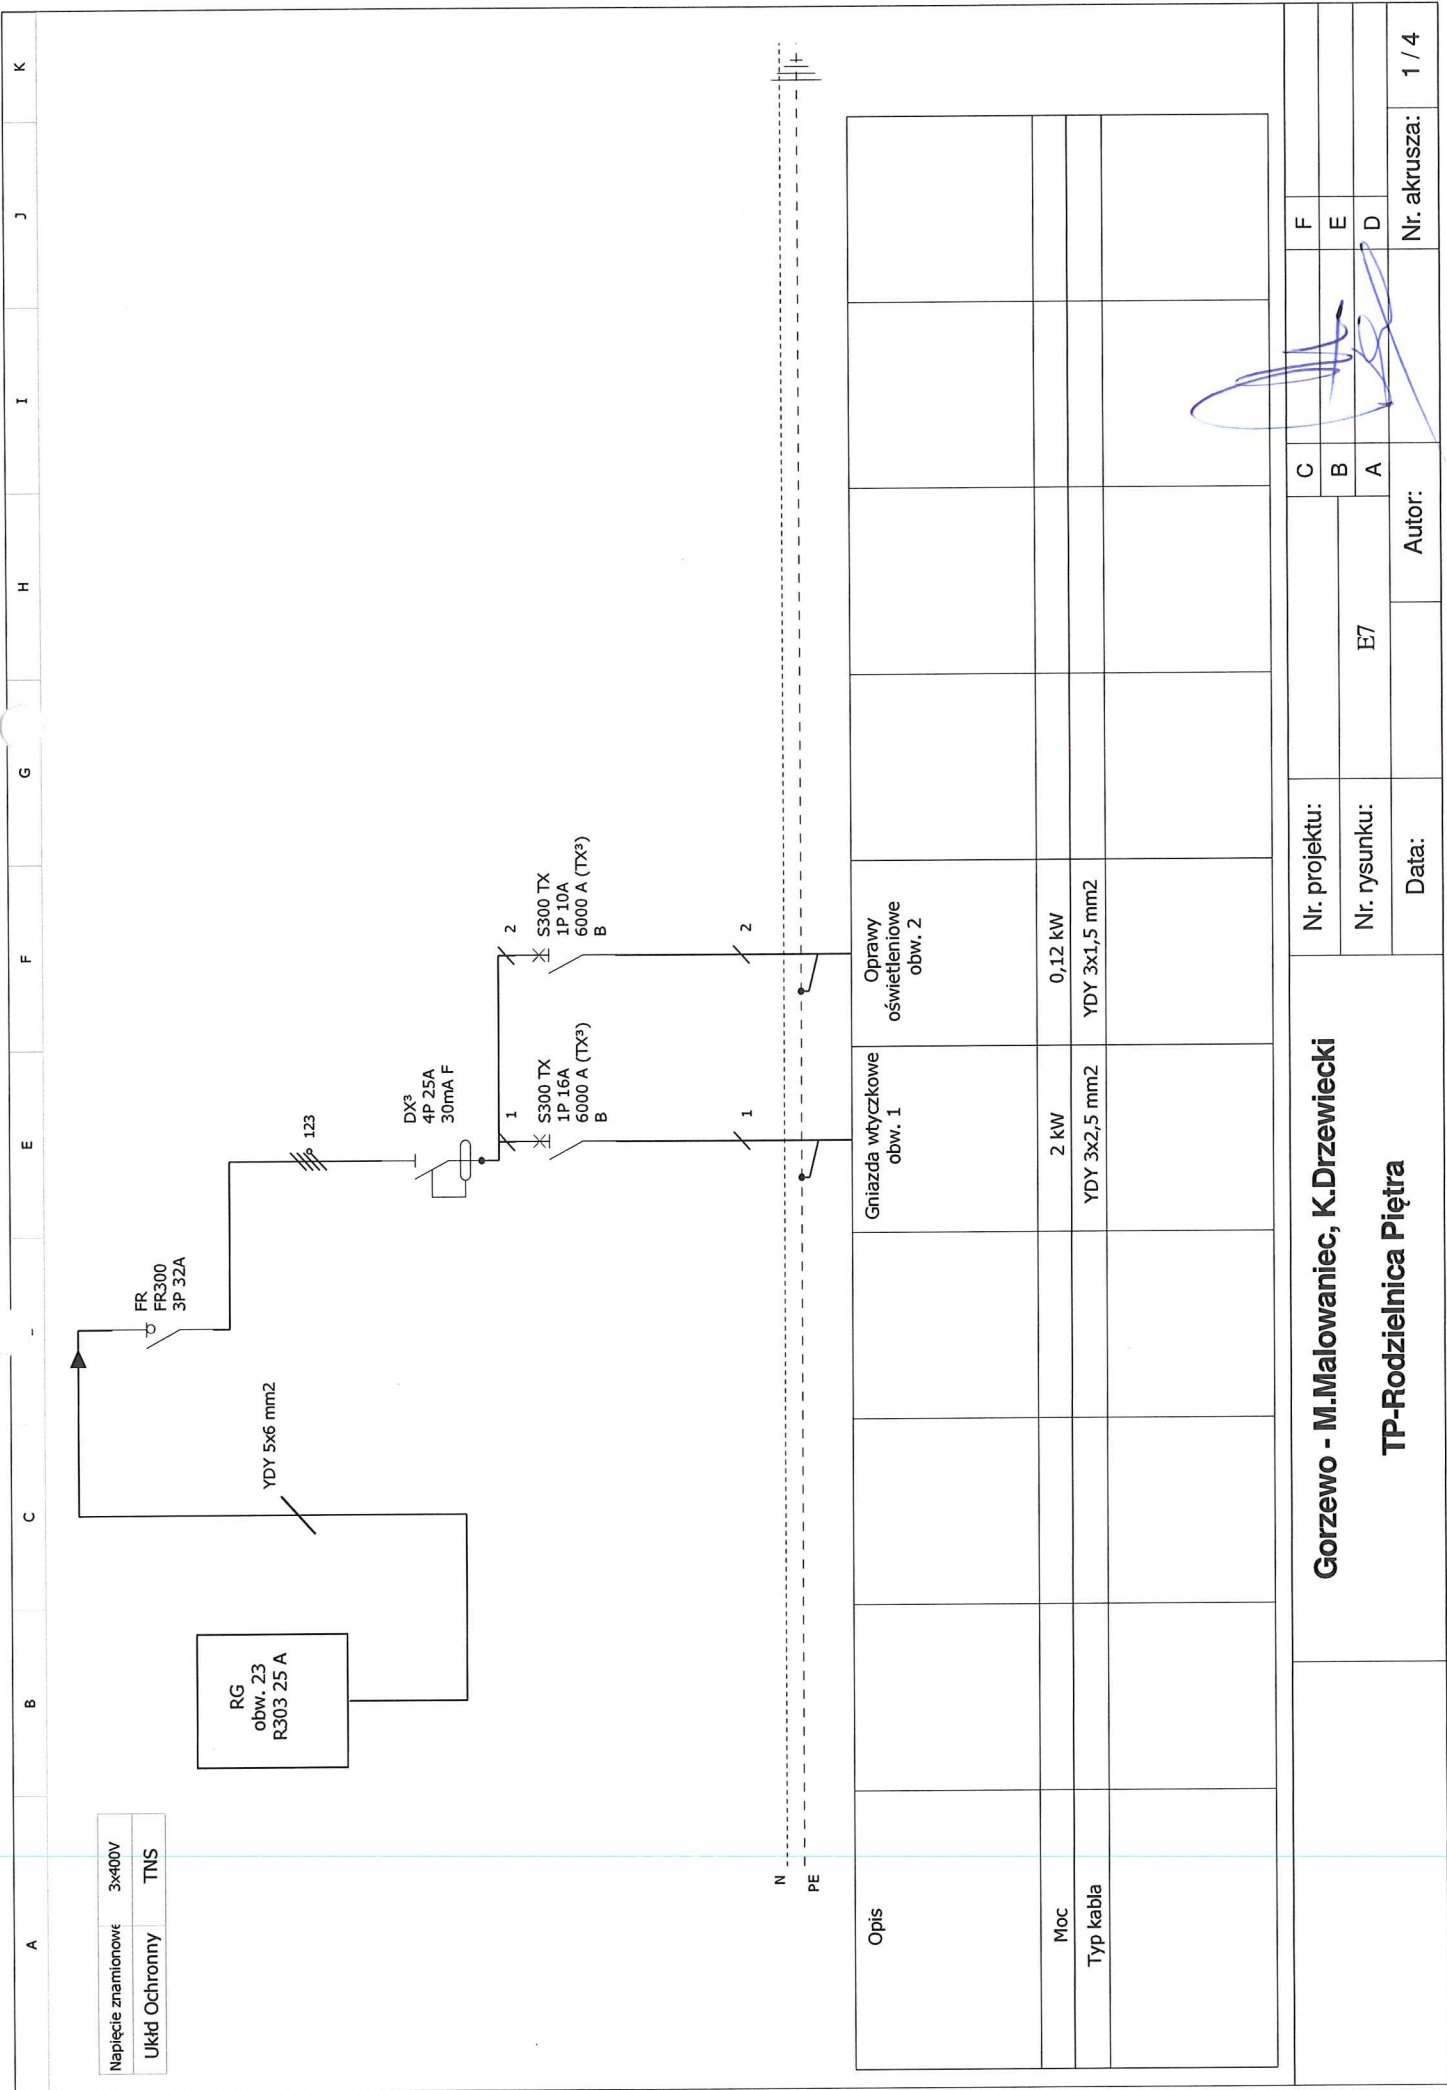 A
B
C
-
E
F
G
H
I
J
K
Napięcie znamionowe 3x400V
Ukłd Ochronny TNS
RG
obw. 23
R303 25 A
YDY 5x6 mm2
FR
FR300
3P 32A
123
DX³
4P 25A
30mA F
1
S300 TX
1P 16A
6000 A (TX³)
B
1
2
S300 TX
1P 10A
6000 A (TX³)
B
2
N
PE
Opis
Gniazda wtyczkowe
obw. 1
Oprawy
oświetleniowe
obw. 2
Moc 2 kW 0,12 kW
Typ kabla YDY 3x2,5 mm2 YDY 3x1,5 mm2
Gorzewo - M.Malowaniec, K.Drzewiecki
TP-Rodzielnica Piętra
Nr. projektu:
Nr. rysunku: E7
Data:
C F
B E
A D
Autor:
Nr. akrusza: 1 / 4